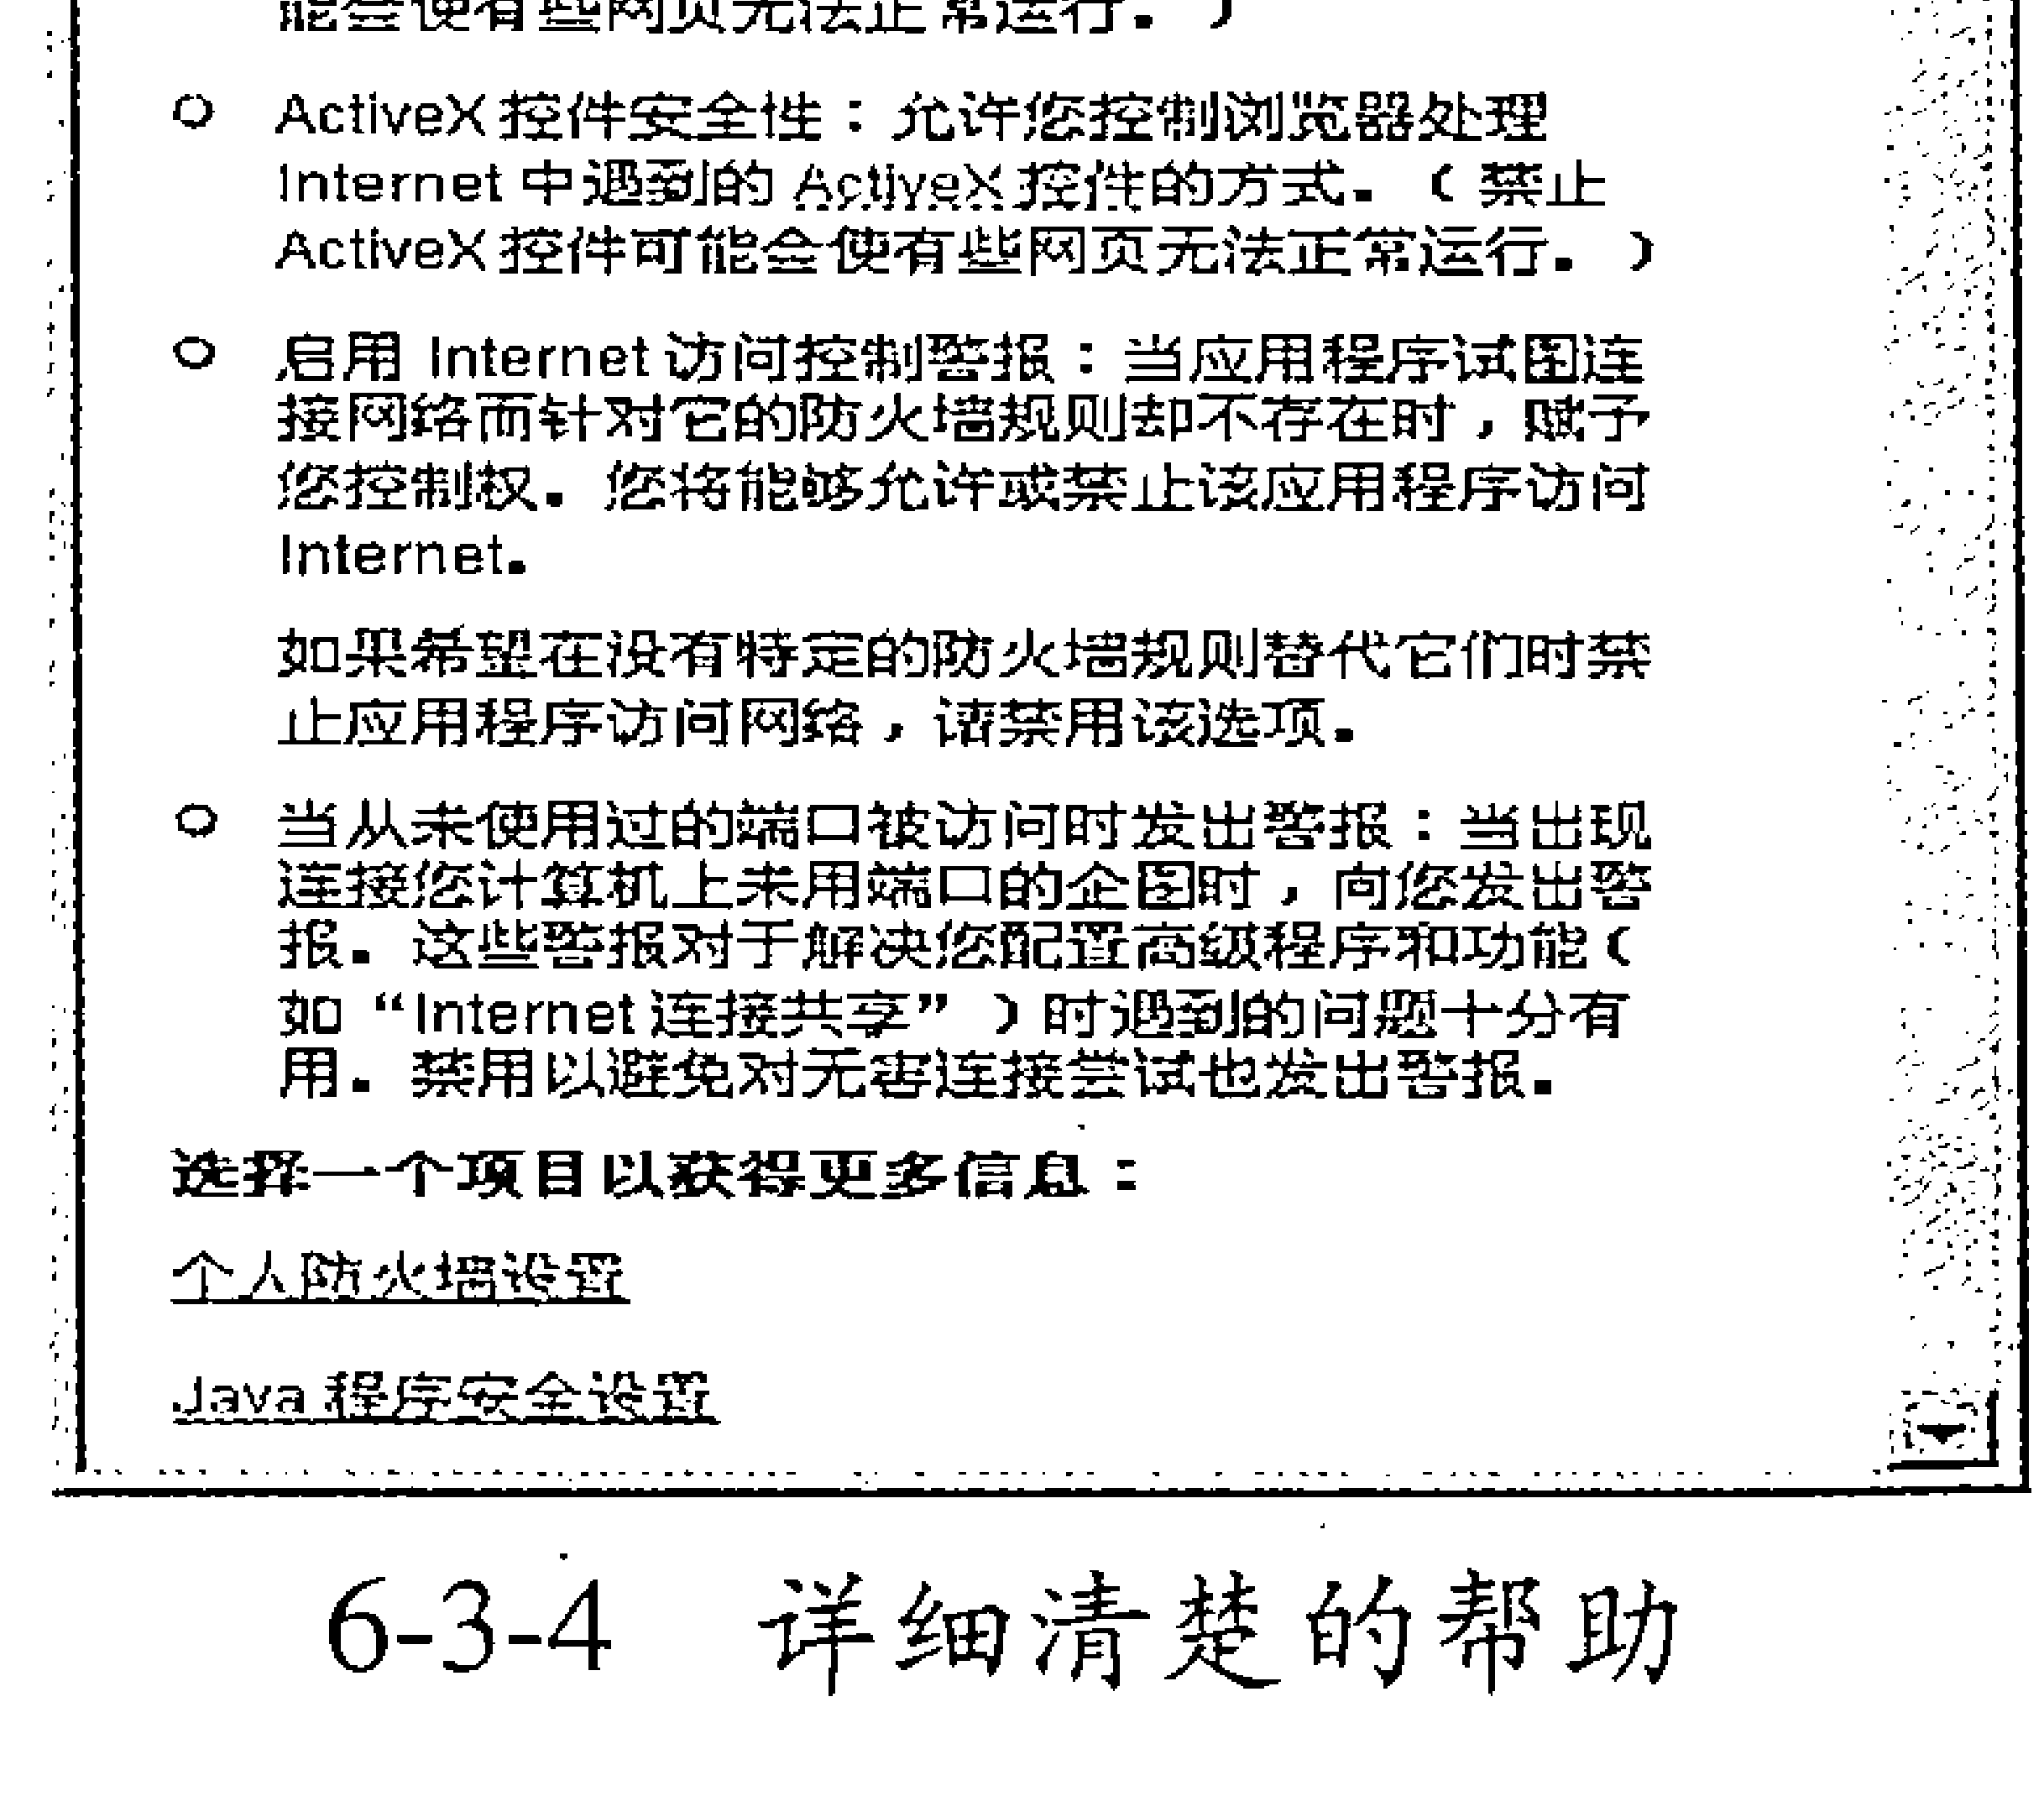 能会使有些网页无法正常运行。）
ActiveX 控件安全性：允许您控制浏览器处理
Internet 中遇到的 ActiveX 控件的方式。（禁止
ActiveX 控件可能会使有些网页无法正常运行。）
启用 Internet 访问控制警报：当应用程序试图连
接网络而针对它的防火墙规则却不存在时，赋予
您控制权。您将能够允许或禁止该应用程序访问
Internet。
如果希望在没有特定的防火墙规则替代它们时禁
止应用程序访问网络，请禁用该选项。
当从未使用过的端口被访问时发出警报：当出现
连接您计算机上未用端口的企图时，向您发出警
报。这些警报对于解决您配置高级程序和功能（
如“Internet 连接共享”）时遇到的问题十分有
用。禁用以避免对无害连接尝试也发出警报。
选择一个项目以获得更多信息：
个人防火墙设置
Java 程序安全设置
6-3-4 详细清楚的帮助